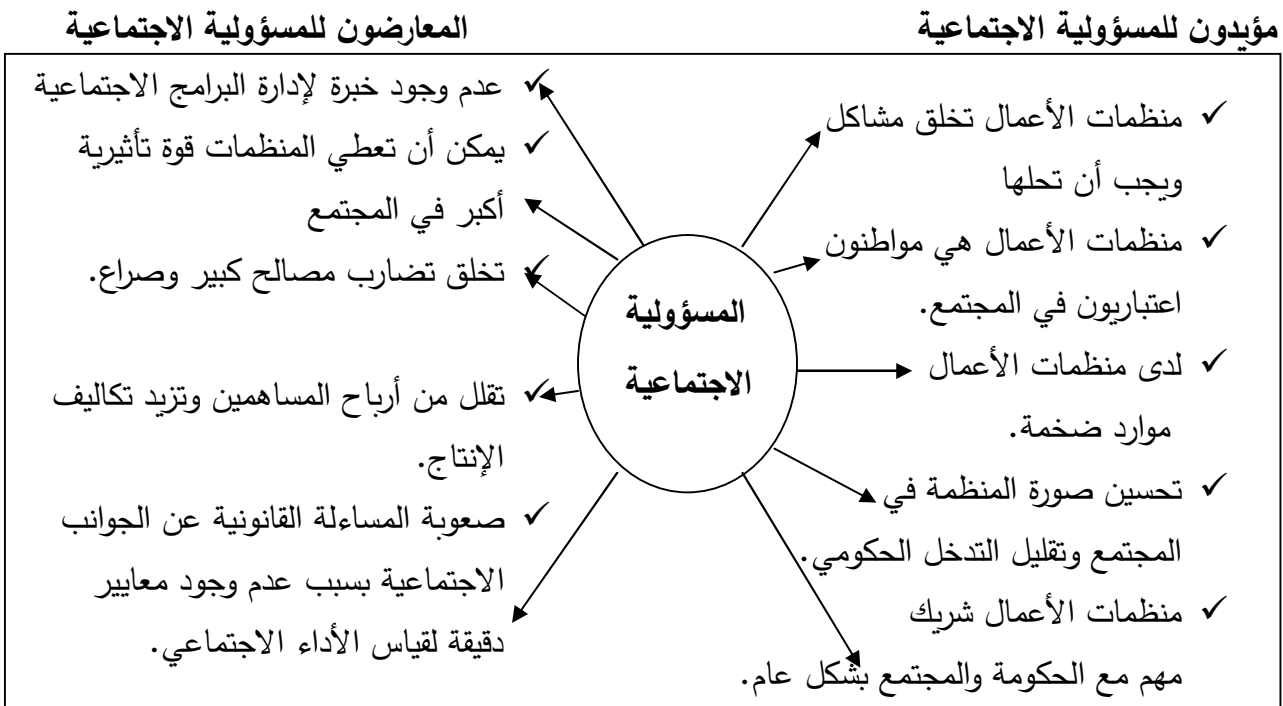 مؤيدون للمسؤولية الاجتماعية
المعارضون للمسؤولية الاجتماعية
✓ منظمات الأعمال تخلق مشاكل
ويجب أن تحلها
✓ منظمات الأعمال هي مواطنون
اعتباريون في المجتمع.
✓ لدى منظمات الأعمال
موارد ضخمة.
✓ تحسين صورة المنظمة في
المجتمع وتقليل التدخل الحكومي.
✓ منظمات الأعمال شريك
مهم مع الحكومة والمجتمع بشكل عام.
المسؤولية
الاجتماعية
✓ عدم وجود خبرة لإدارة البرامج الاجتماعية
✓ يمكن أن تعطي المنظمات قوة تأثيرية
أكبر في المجتمع
✓ تخلق تضارب مصالح كبير وصراع.
✓ تقلل من أرباح المساهمين وتزيد تكاليف
الإنتاج.
✓ صعوبة المساءلة القانونية عن الجوانب
الاجتماعية بسبب عدم وجود معايير
دقيقة لقياس الأداء الاجتماعي.